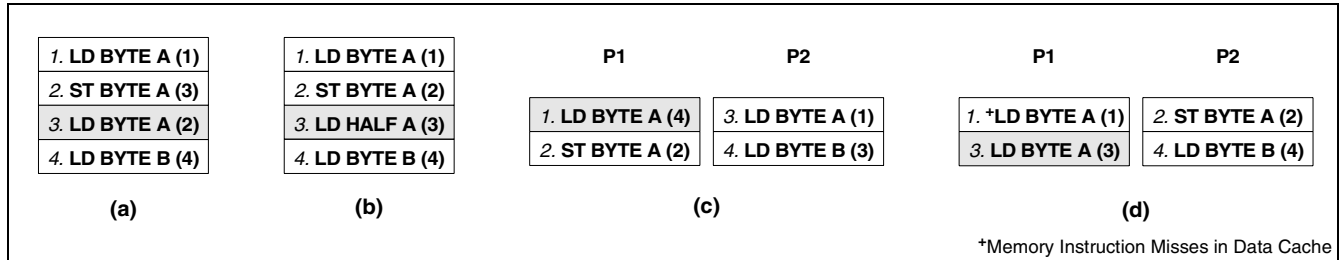 1. LD BYTE A (1)
2. ST BYTE A (3)
3. LD BYTE A (2)
4. LD BYTE B (4)
(a)
1. LD BYTE A (1)
2. ST BYTE A (2)
3. LD HALF A (3)
4. LD BYTE B (4)
(b)
P1 P2
1. LD BYTE A (4) 3. LD BYTE A (1)
2. ST BYTE A (2) 4. LD BYTE B (3)
(c)
P1 P2
1. +LD BYTE A (1) 2. ST BYTE A (2)
3. LD BYTE A (3) 4. LD BYTE B (4)
(d)
+Memory Instruction Misses in Data Cache